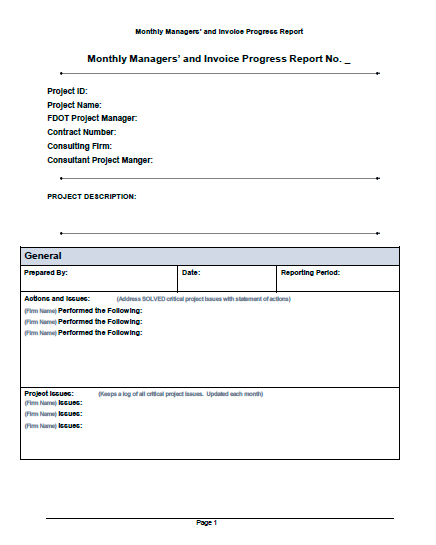 Monthly Managers' and Invoice Progress Report
Monthly Managers' and Invoice Progress Report No. _
Project ID:
Project Name:
FDOT Project Manager:
Contract Number:
Consulting Firm:
Consultant Project Manger:
PROJECT DESCRIPTION:
General
Prepared By: Date: Reporting Period:
Actions and Issues: (Address SOLVED critical project issues with statement of actions)
(Firm Name) Performed the Following:
(Firm Name) Performed the Following:
(Firm Name) Performed the Following:
Project Issues: (Keeps a log of all critical project issues. Updated each month)
(Firm Name) Issues:
(Firm Name) Issues:
(Firm Name) Issues:
Page 1